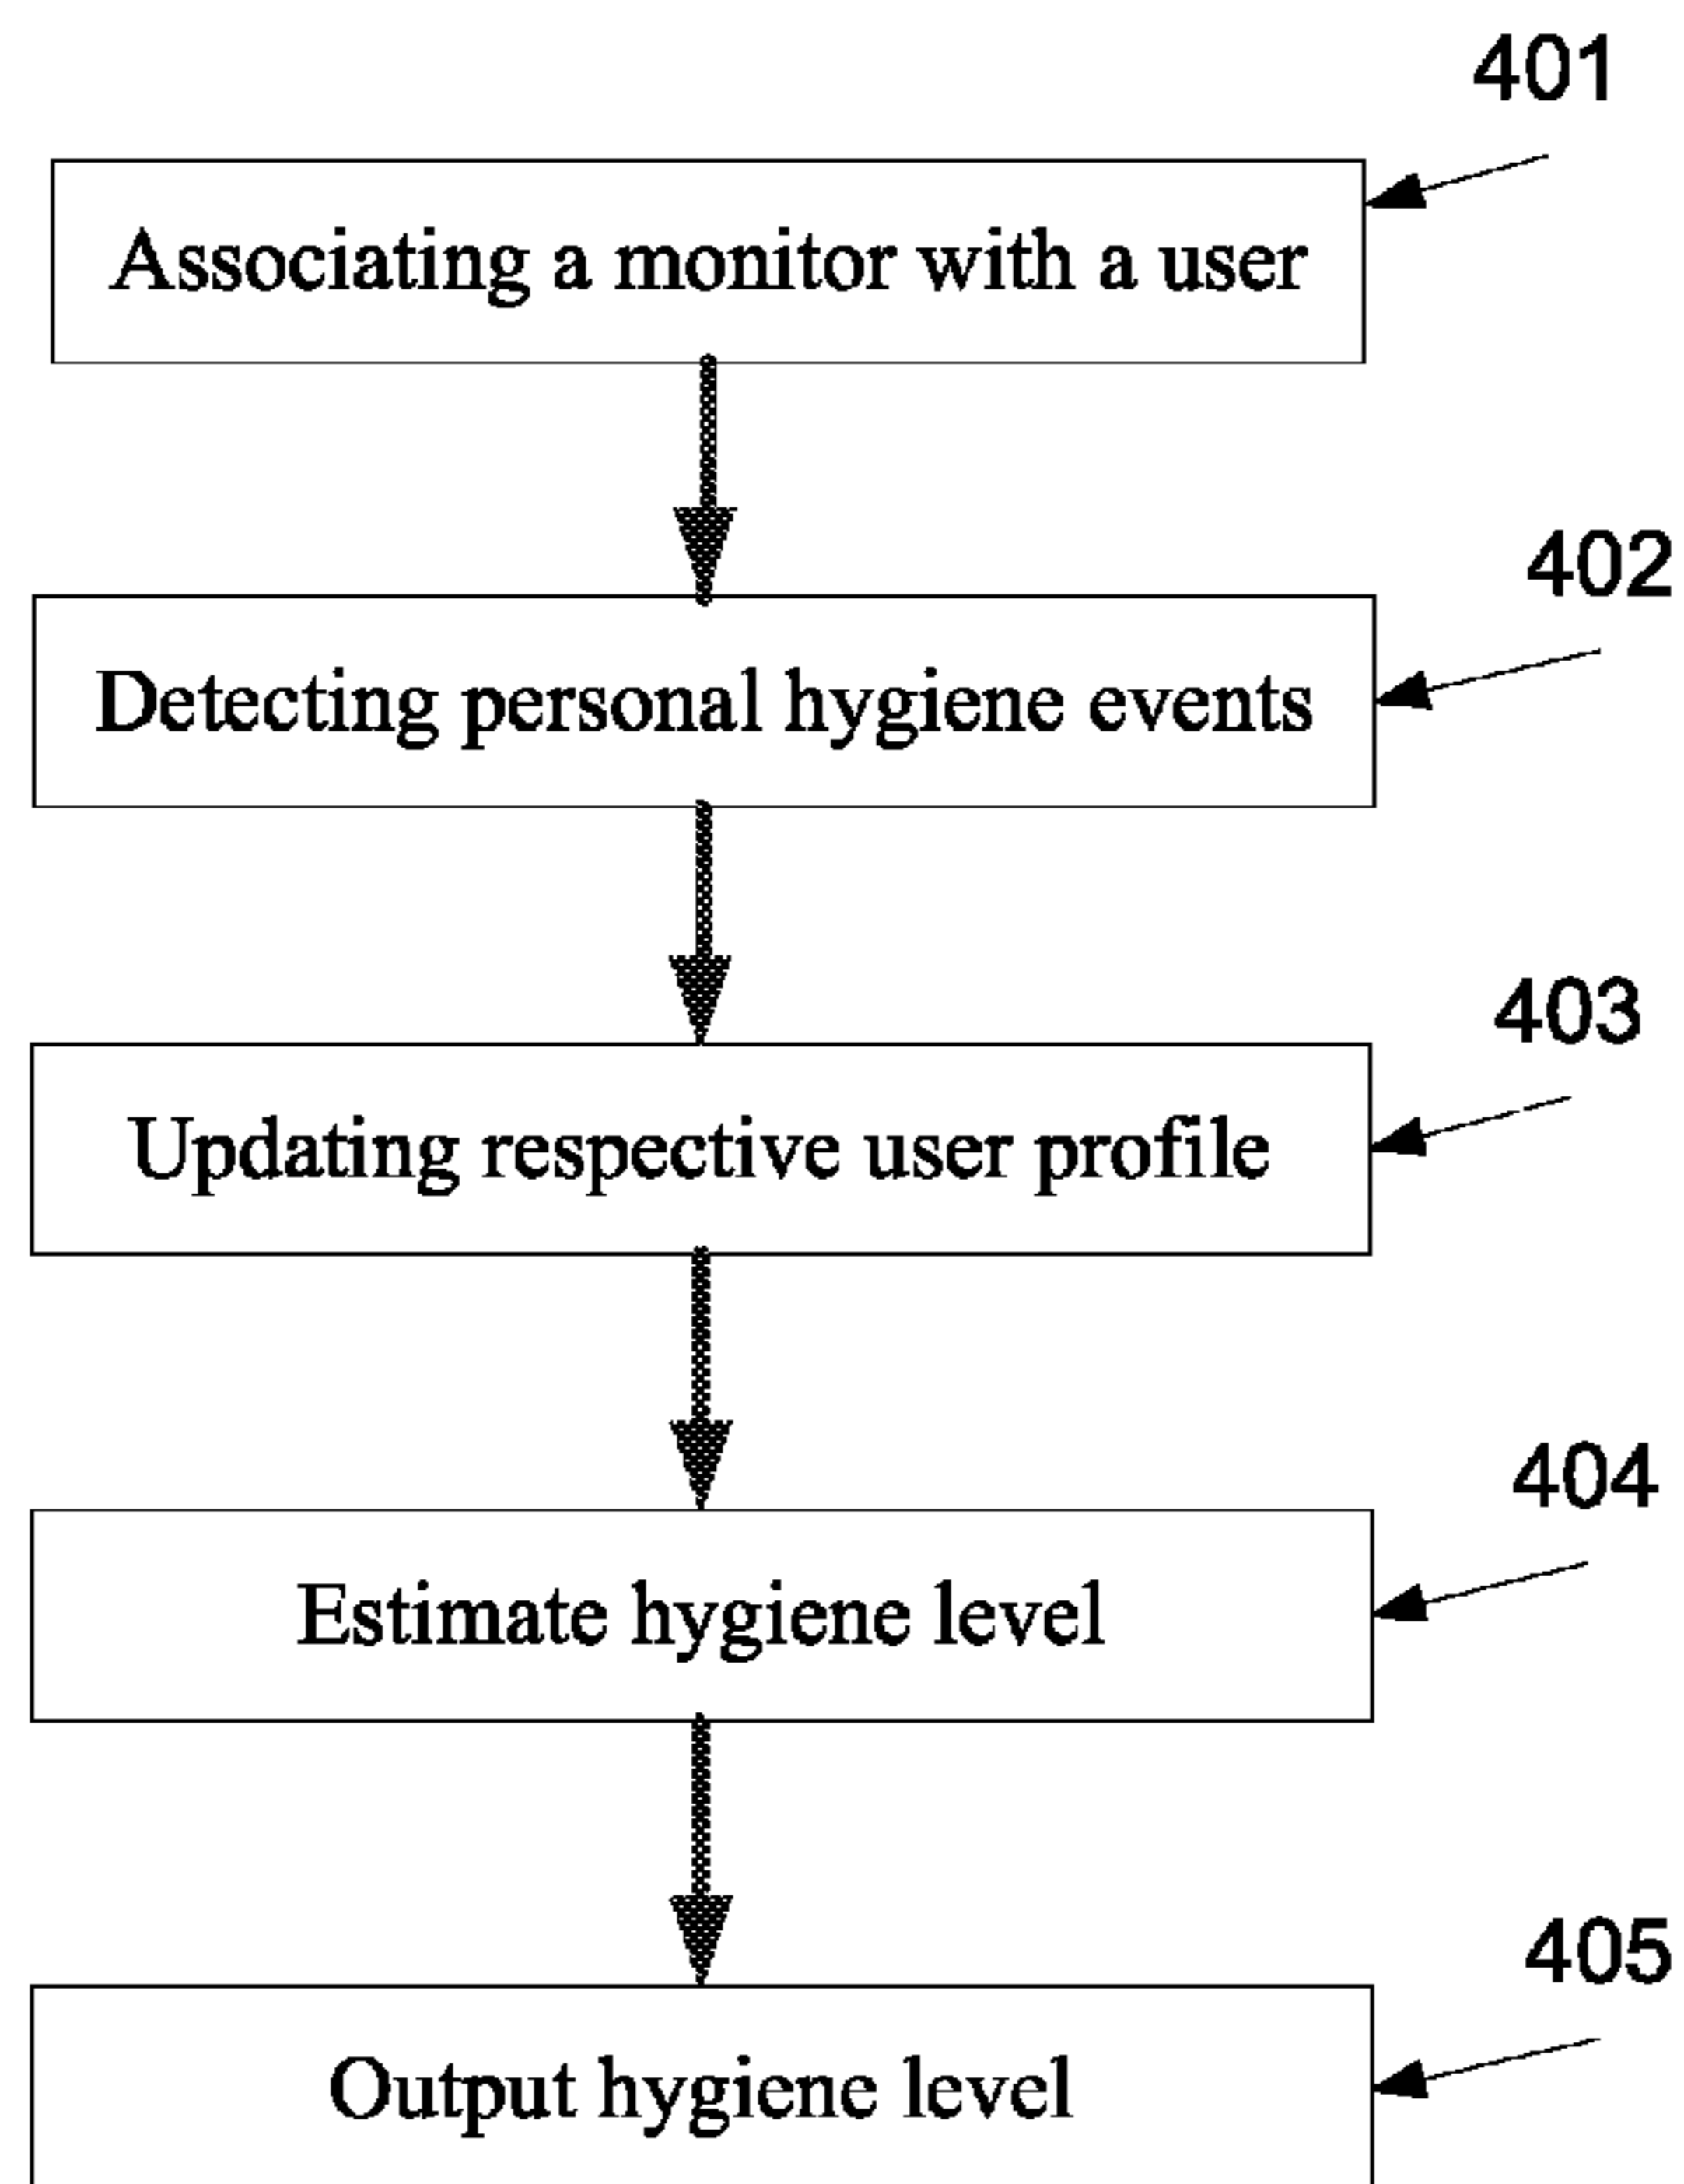 401
Associating a monitor with a user
402
Detecting personal hygiene events
403
Updating respective user profile
404
Estimate hygiene level
405
Output hygiene level